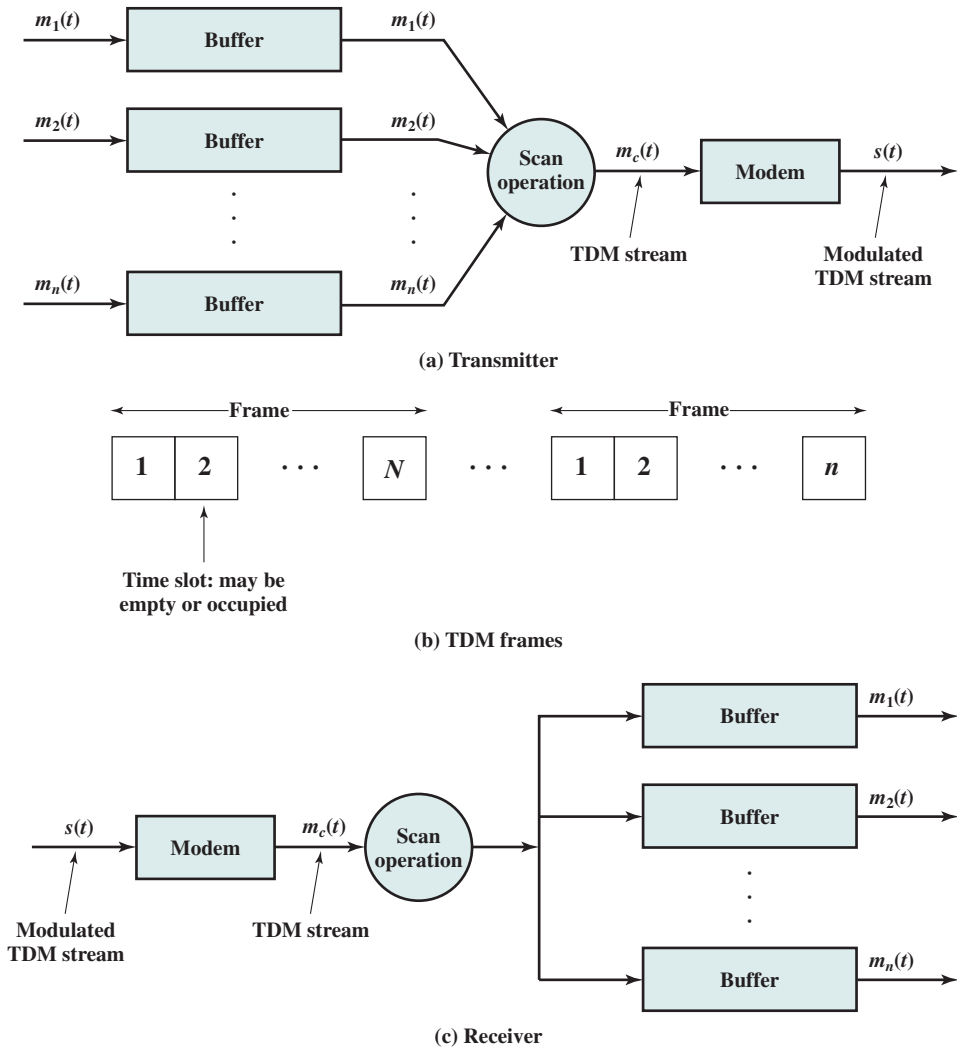 m1(t) Buffer m1(t)
m2(t) Buffer m2(t)
Scan
operation
mc(t)
Modem
s(t)
TDM stream
Modulated
TDM stream
. . .
. . .
mn(t) Buffer mn(t)
(a) Transmitter
Frame Frame
1 2 . . . N . . . 1 2 . . . n
Time slot: may be
empty or occupied
(b) TDM frames
Buffer m1(t)
Buffer m2(t)
s(t)
Modem
mc(t)
Scan
operation
Modulated
TDM stream
TDM stream
. . .
Buffer mn(t)
(c) Receiver